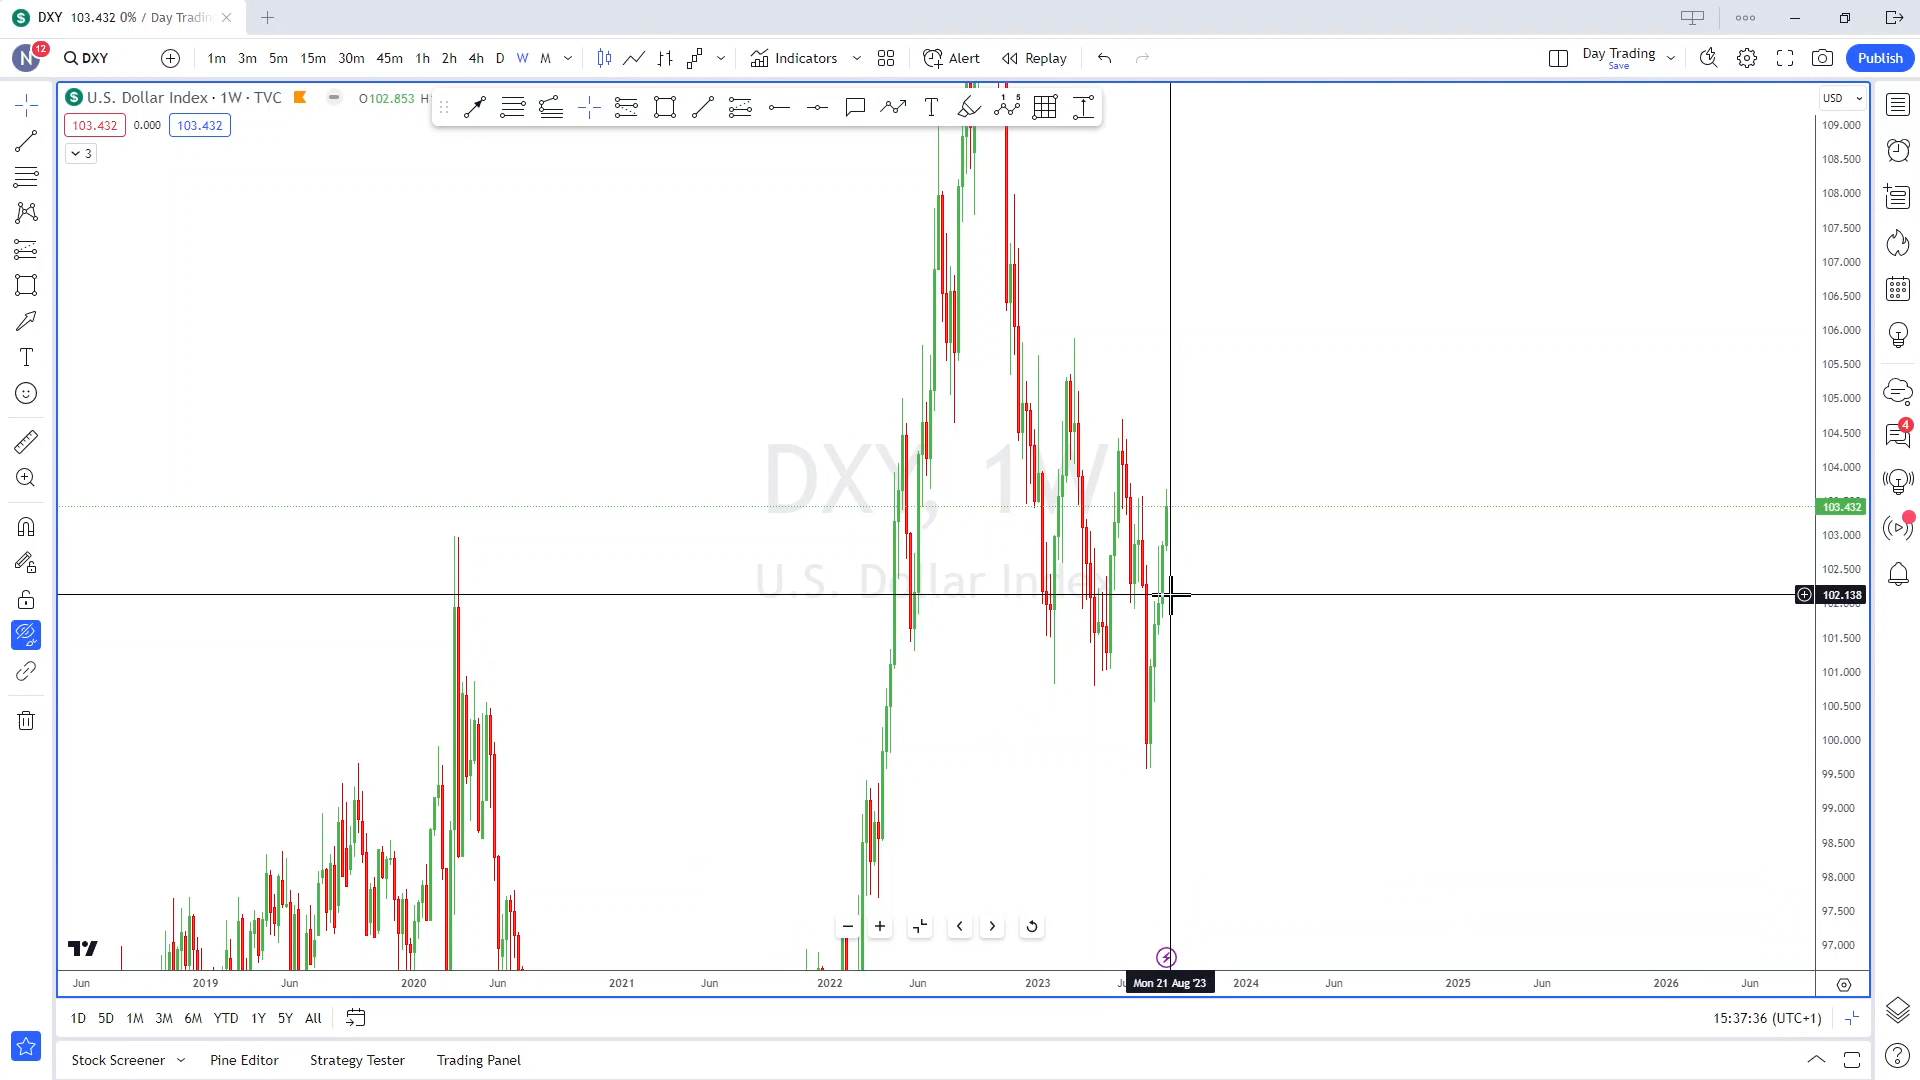 DXY 103.432 0% / Day Tradin
N 12 DXY 1m 3m 5m 15m 30m 45m 1h 2h 4h D W M Indicators Alert Replay Day Trading Save Publish
U.S. Dollar Index · 1W · TVC O102.853 H
103.432 0.000 103.432
3
USD
109.000
108.500
108.000
107.500
107.000
106.500
106.000
105.500
105.000
104.500
104.000
103.432
103.000
102.500
102.138
101.500
101.000
100.500
100.000
99.500
99.000
98.500
98.000
97.500
97.000
DXY, 1W
U.S. Dollar Index
4
Jun 2019 Jun 2020 Jun 2021 Jun 2022 Jun 2023 Mon 21 Aug '23 2024 Jun 2025 Jun 2026 Jun
1D 5D 1M 3M 6M YTD 1Y 5Y All 15:37:36 (UTC+1)
Stock Screener Pine Editor Strategy Tester Trading Panel